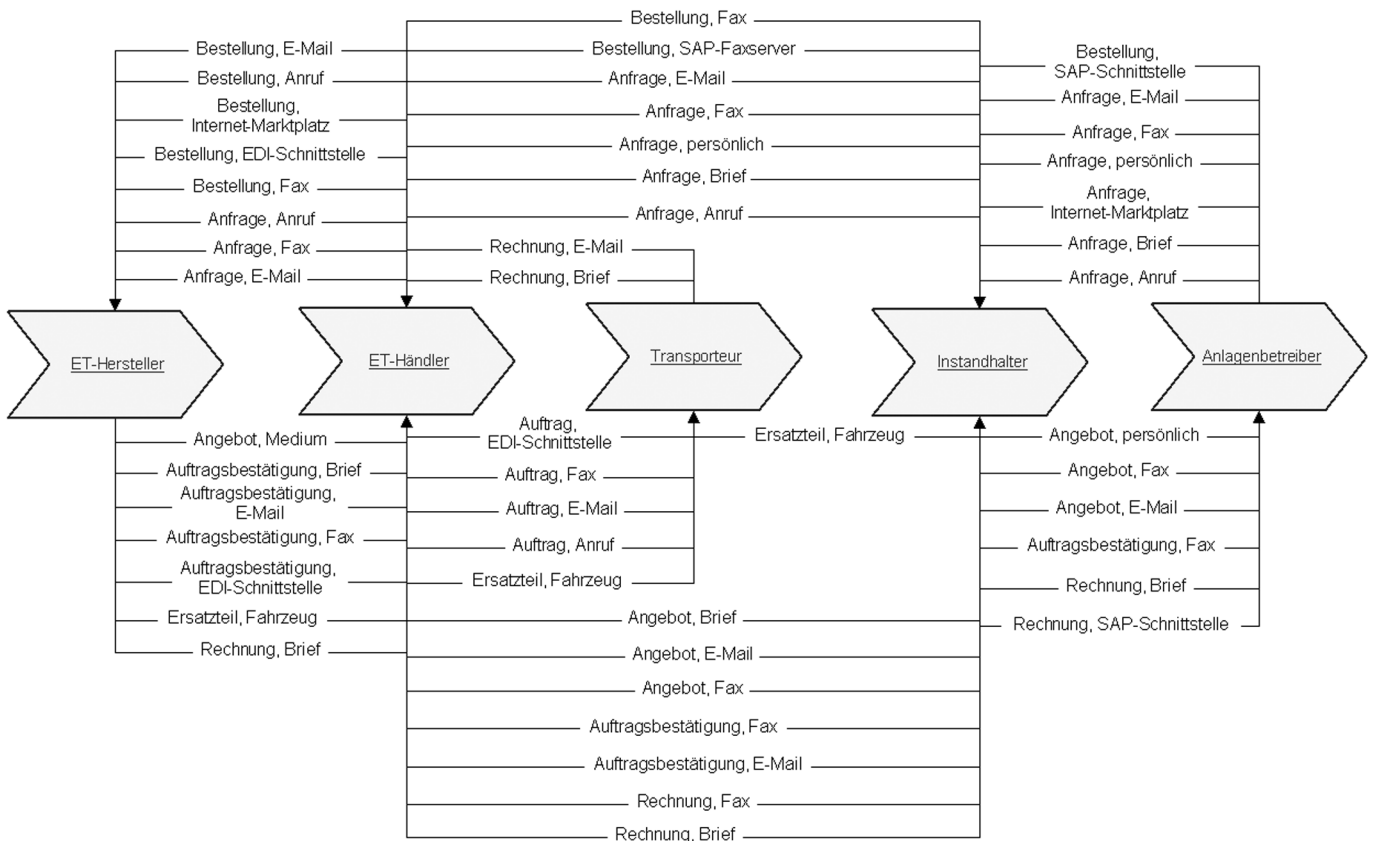 Bestellung, Fax
Bestellung, E-Mail
Bestellung, SAP-Faxserver
Bestellung,
SAP-Schnittstelle
Bestellung, Anruf
Anfrage, E-Mail
Anfrage, E-Mail
Bestellung,
Internet-Marktplatz
Anfrage, Fax
Anfrage, Fax
Bestellung, EDI-Schnittstelle
Anfrage, persönlich
Anfrage, persönlich
Bestellung, Fax
Anfrage, Brief
Anfrage,
Internet-Marktplatz
Anfrage, Anruf
Anfrage, Anruf
Anfrage, Fax
Rechnung, E-Mail
Anfrage, Brief
Anfrage, E-Mail
Rechnung, Brief
Anfrage, Anruf
ET-Hersteller
ET-Händler
Transporteur
Instandhalter
Anlagenbetreiber
Angebot, Medium
Auftrag,
EDI-Schnittstelle
Ersatzteil, Fahrzeug
Angebot, persönlich
Auftragsbestätigung, Brief
Auftrag, Fax
Angebot, Fax
Auftragsbestätigung,
E-Mail
Auftrag, E-Mail
Angebot, E-Mail
Auftragsbestätigung, Fax
Auftrag, Anruf
Auftragsbestätigung, Fax
Auftragsbestätigung,
EDI-Schnittstelle
Ersatzteil, Fahrzeug
Rechnung, Brief
Ersatzteil, Fahrzeug
Angebot, Brief
Rechnung, SAP-Schnittstelle
Rechnung, Brief
Angebot, E-Mail
Angebot, Fax
Auftragsbestätigung, Fax
Auftragsbestätigung, E-Mail
Rechnung, Fax
Rechnung, Brief